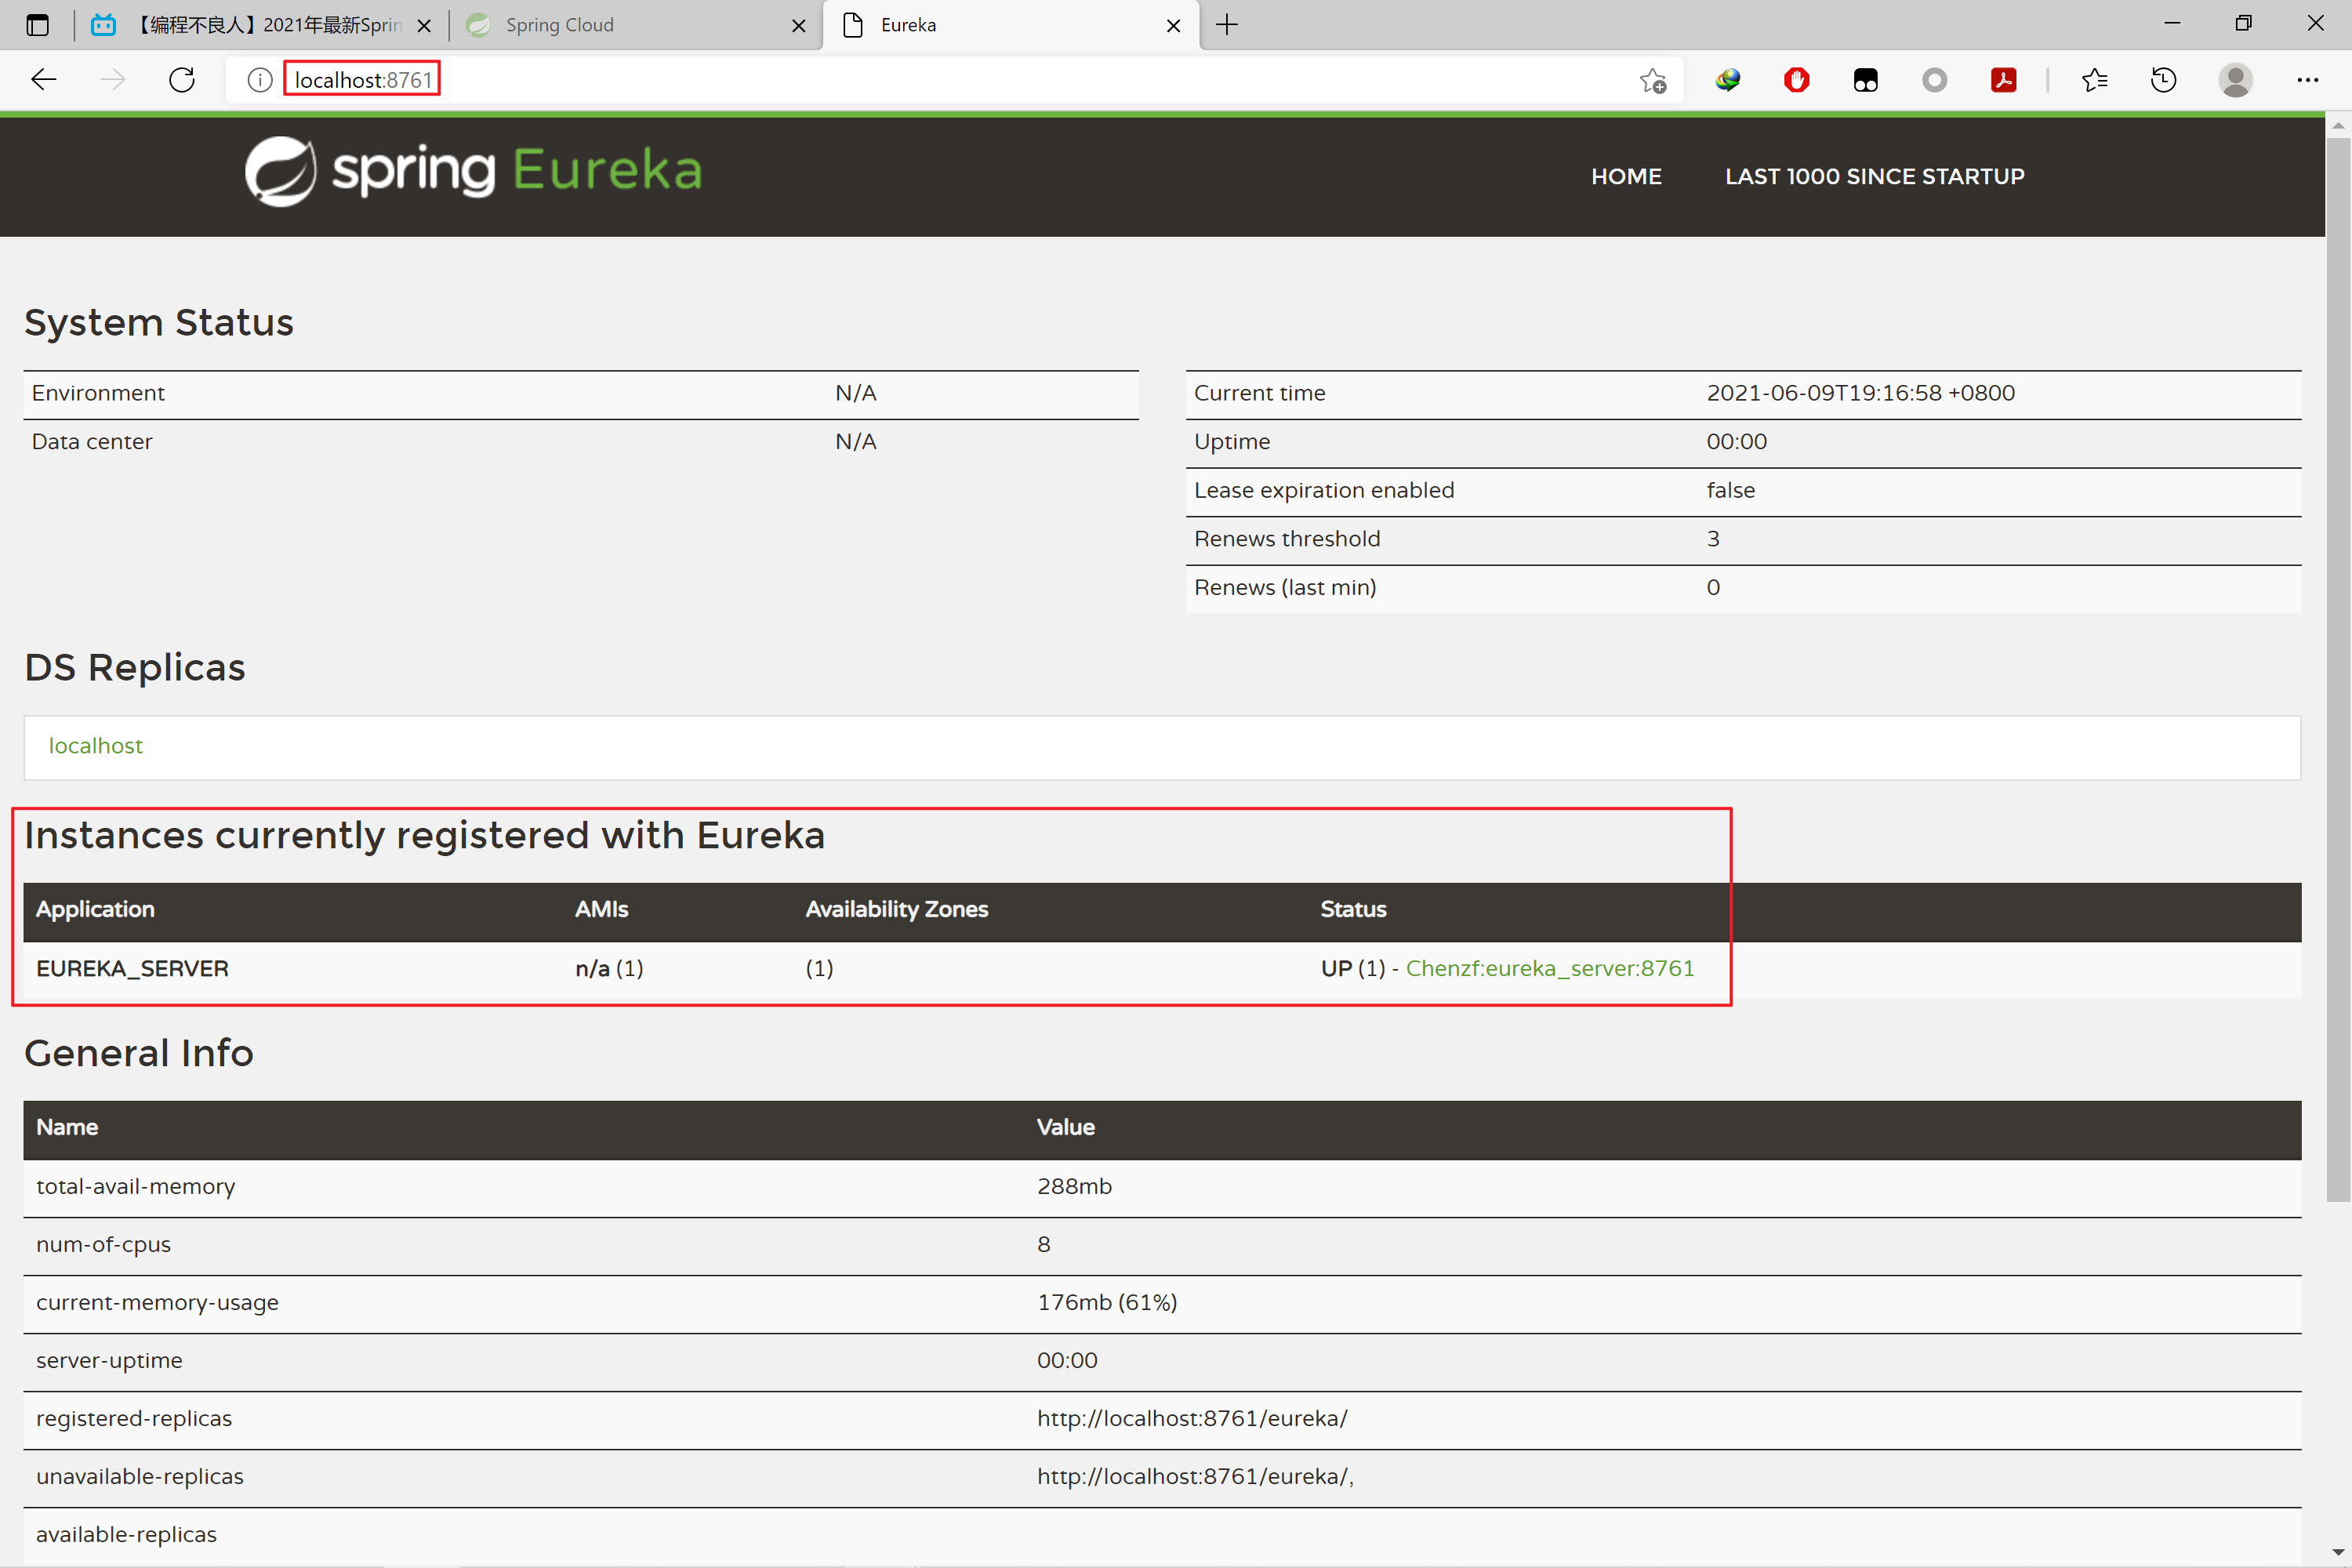 【编程不良人】2021年最新Sprin
Spring Cloud
Eureka
localhost:8761
spring Eureka
HOME
LAST 1000 SINCE STARTUP
System Status
Environment N/A
Current time 2021-06-09T19:16:58 +0800
Data center N/A
Uptime 00:00
Lease expiration enabled false
Renews threshold 3
Renews (last min) 0
DS Replicas
localhost
Instances currently registered with Eureka
Application AMIs Availability Zones Status
EUREKA_SERVER n/a (1) (1) UP (1) - Chenzf:eureka_server:8761
General Info
Name Value
total-avail-memory 288mb
num-of-cpus 8
current-memory-usage 176mb (61%)
server-uptime 00:00
registered-replicas http://localhost:8761/eureka/
unavailable-replicas http://localhost:8761/eureka/,
available-replicas